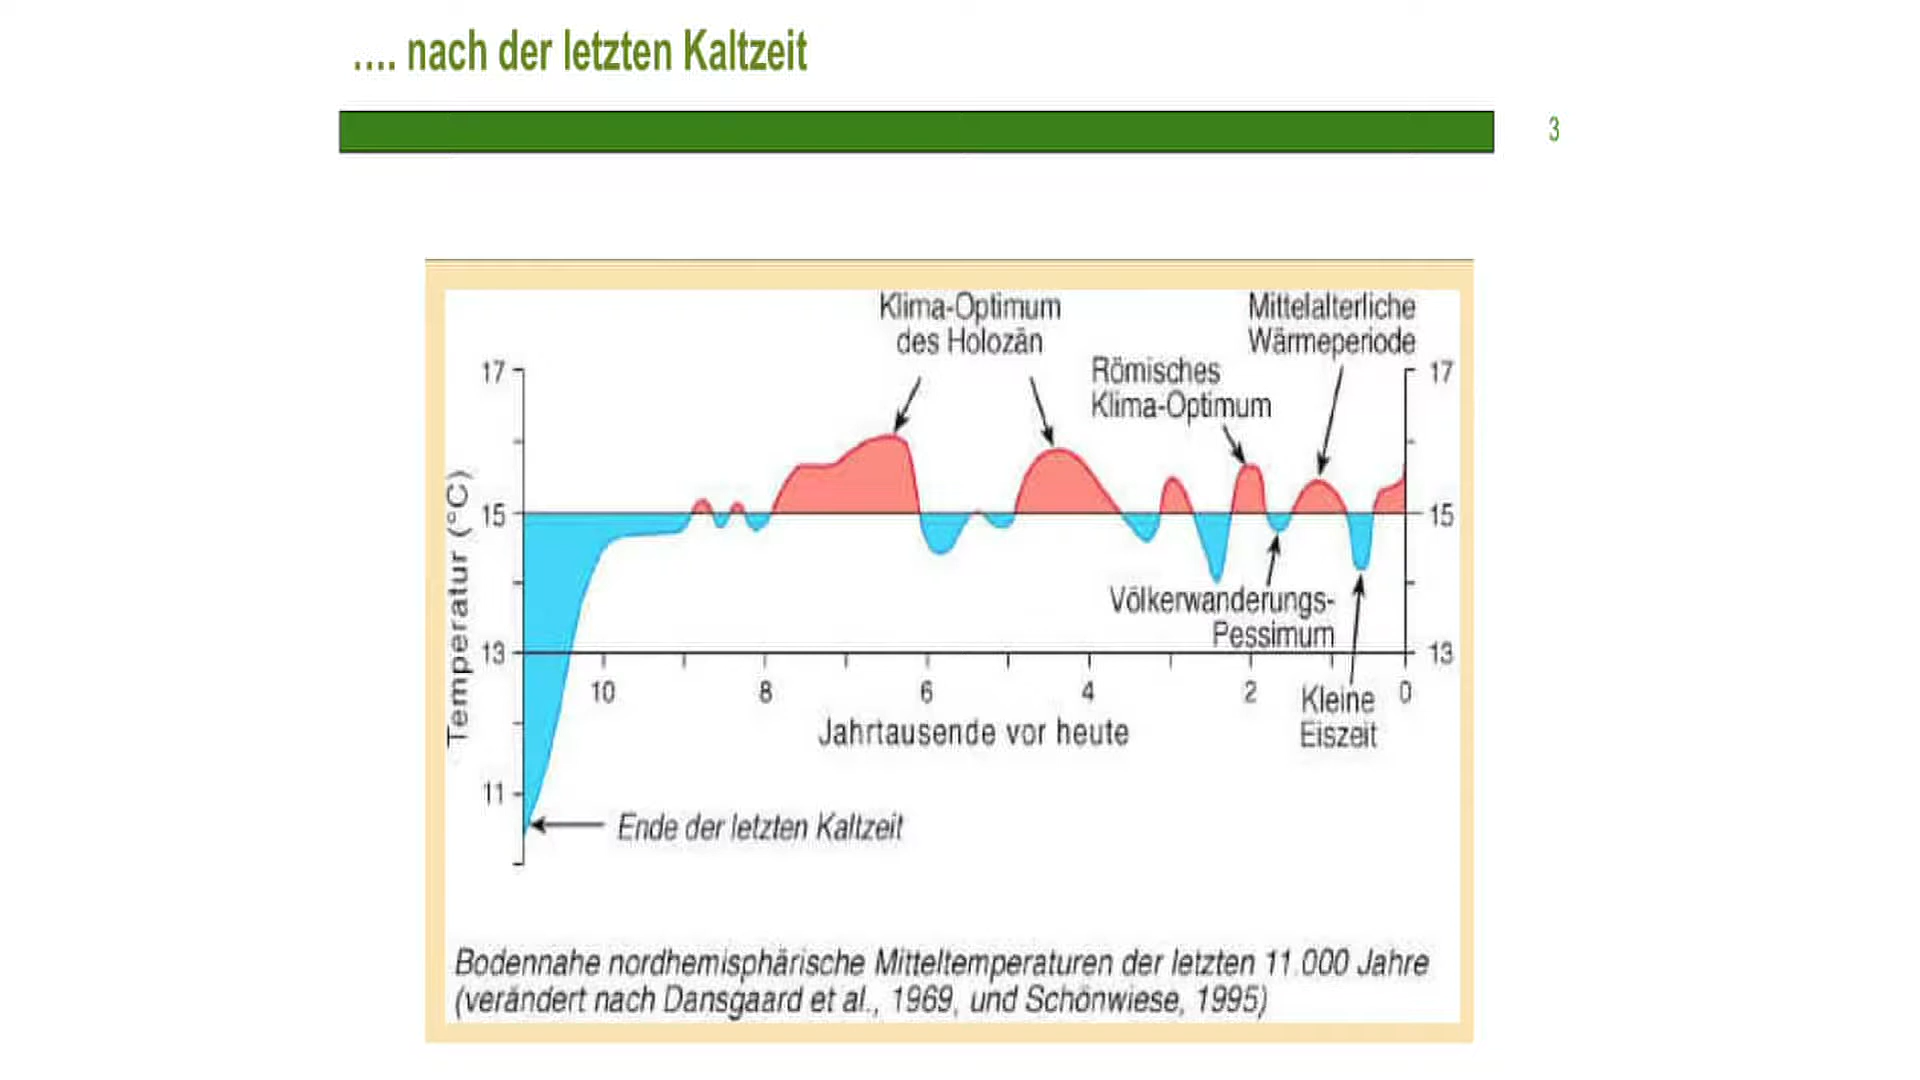 .... nach der letzten Kaltzeit
3
Klima-Optimum
des Holozän
Mittelalterliche
Wärmeperiode
Römisches
Klima-Optimum
17
17
15
15
Temperatur (°C)
Völkerwanderungs-
Pessimum
13
13
10
8
6
4
2
0
Kleine
Eiszeit
Jahrtausende vor heute
11
Ende der letzten Kaltzeit
Bodennahe nordhemisphärische Mitteltemperaturen der letzten 11.000 Jahre
(verändert nach Dansgaard et al., 1969, und Schönwiese, 1995)